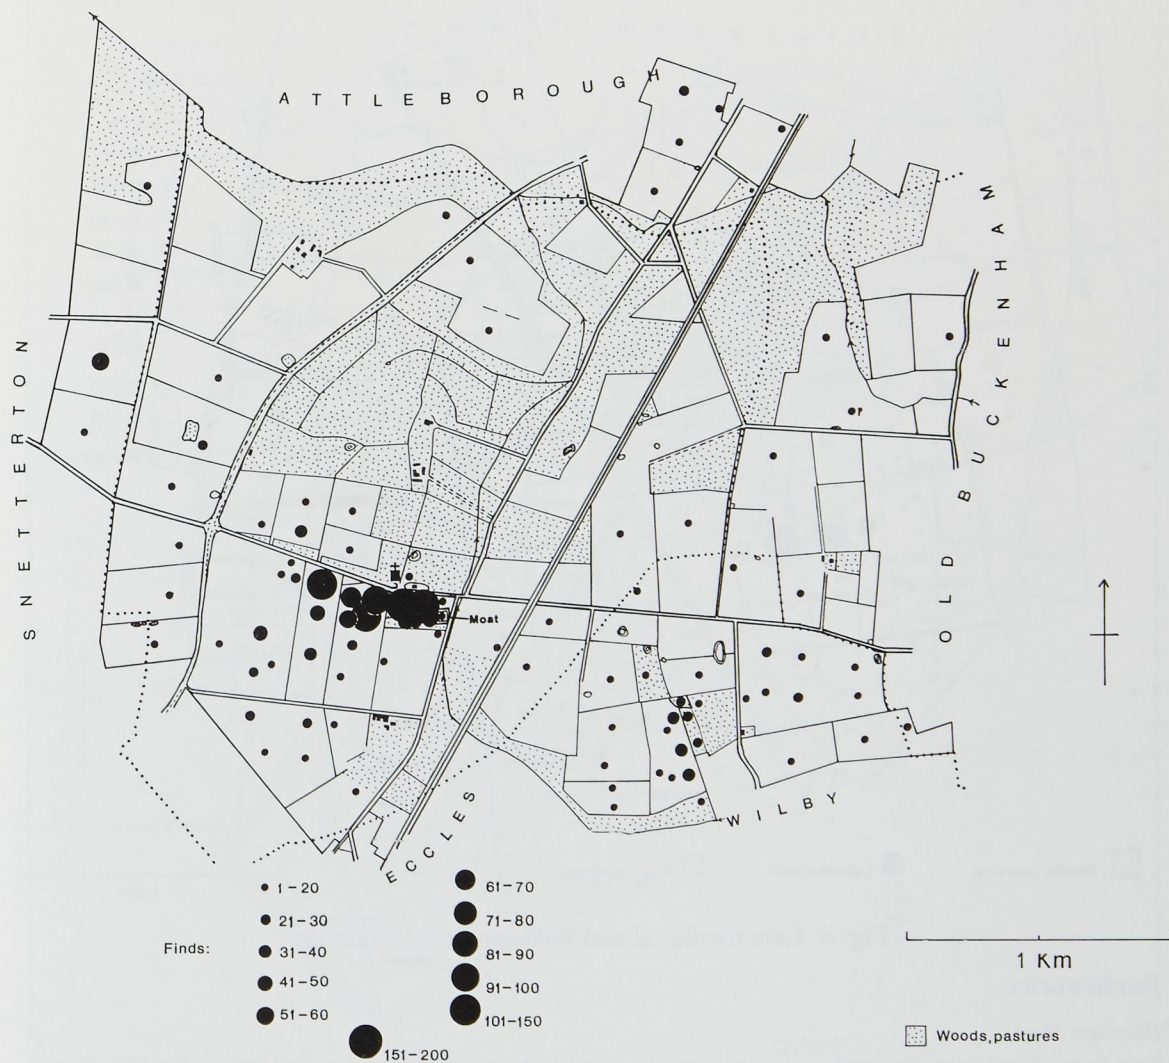 ATTLEBOROUGH
SNETTERTON
OLD BUCKENHAM
Moat
WILBY
ECCLES
Finds:
1–20
21–30
31–40
41–50
51–60
61–70
71–80
81–90
91–100
101–150
151–200
1 Km
Woods, pastures